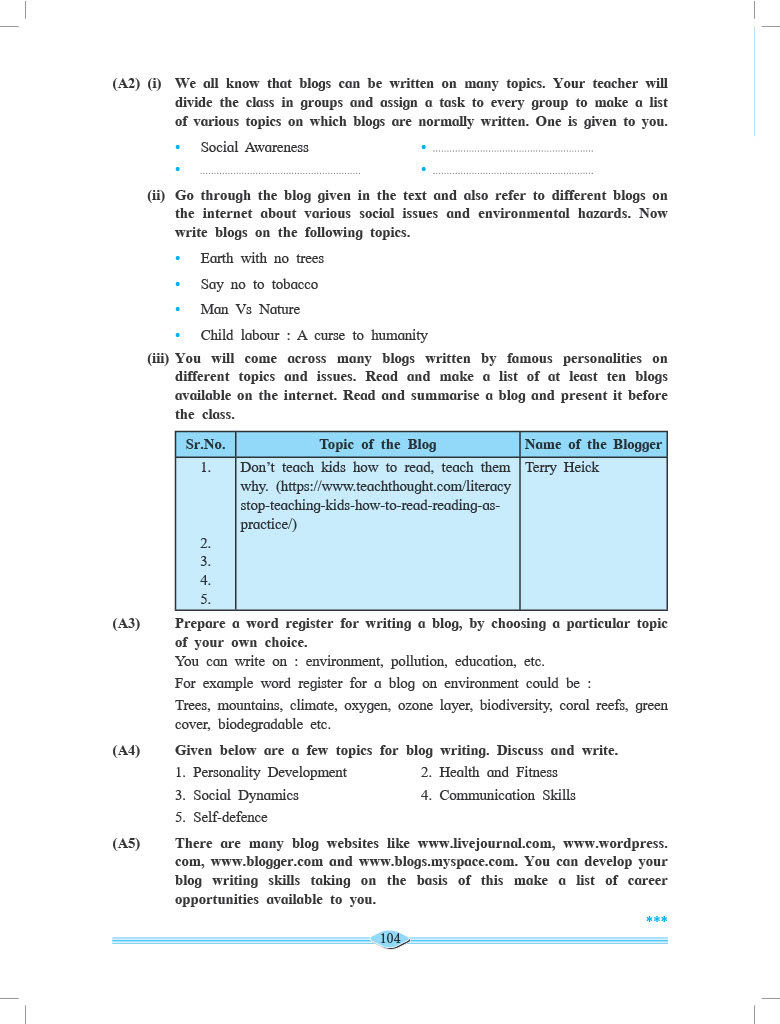 (A2) (i) We all know that blogs can be written on many topics. Your teacher will
divide the class in groups and assign a task to every group to make a list
of various topics on which blogs are normally written. One is given to you.
• Social Awareness • ..........................................................
• .......................................................... • ..........................................................
(ii) Go through the blog given in the text and also refer to different blogs on
the internet about various social issues and environmental hazards. Now
write blogs on the following topics.
• Earth with no trees
• Say no to tobacco
• Man Vs Nature
• Child labour : A curse to humanity
(iii) You will come across many blogs written by famous personalities on
different topics and issues. Read and make a list of at least ten blogs
available on the internet. Read and summarise a blog and present it before
the class.
Sr.No. Topic of the Blog Name of the Blogger
1. Don't teach kids how to read, teach them Terry Heick
why. (https://www.teachthought.com/literacy
stop-teaching-kids-how-to-read-reading-as-
practice/)
2.
3.
4.
5.
(A3) Prepare a word register for writing a blog, by choosing a particular topic
of your own choice.
You can write on : environment, pollution, education, etc.
For example word register for a blog on environment could be :
Trees, mountains, climate, oxygen, ozone layer, biodiversity, coral reefs, green
cover, biodegradable etc.
(A4) Given below are a few topics for blog writing. Discuss and write.
1. Personality Development 2. Health and Fitness
3. Social Dynamics 4. Communication Skills
5. Self-defence
(A5) There are many blog websites like www.livejournal.com, www.wordpress.
com, www.blogger.com and www.blogs.myspace.com. You can develop your
blog writing skills taking on the basis of this make a list of career
opportunities available to you.
***
104